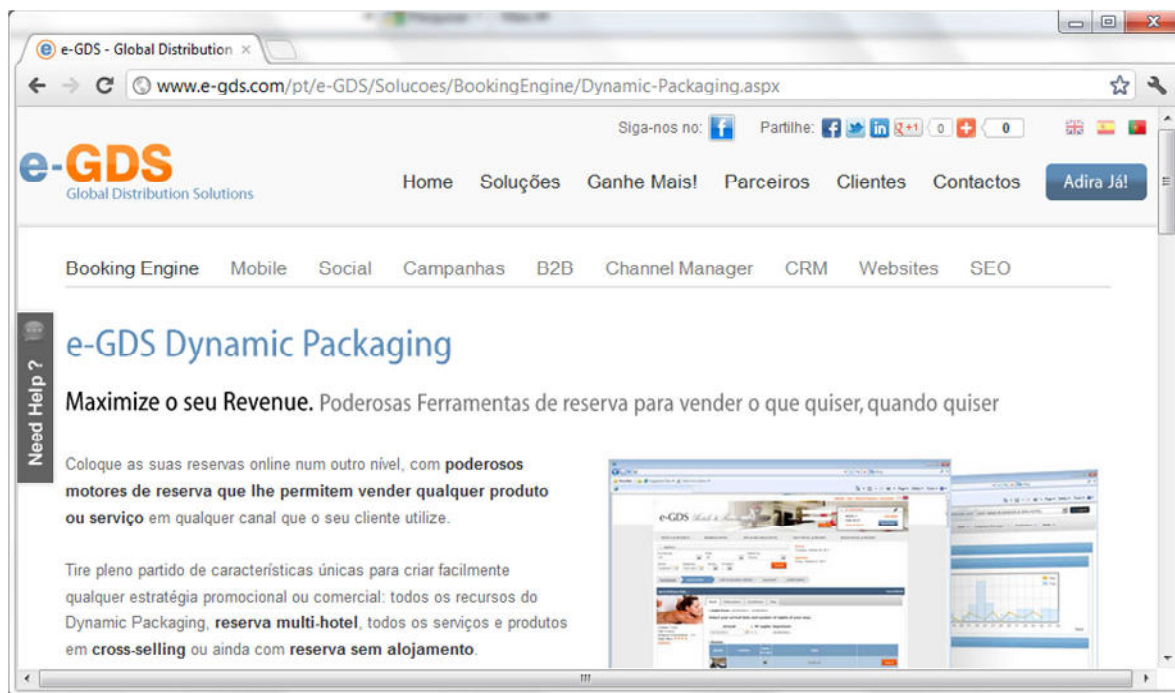 e-GDS - Global Distribution
www.e-gds.com/pt/e-GDS/Solucoes/BookingEngine/Dynamic-Packaging.aspx
Siga-nos no: Partilhe: +1 0 0
e-GDS
Global Distribution Solutions
Home Soluções Ganhe Mais! Parceiros Clientes Contactos Adira Já!
Booking Engine Mobile Social Campanhas B2B Channel Manager CRM Websites SEO
Need Help ?
e-GDS Dynamic Packaging
Maximize o seu Revenue. Poderosas Ferramentas de reserva para vender o que quiser, quando quiser
Coloque as suas reservas online num outro nível, com poderosos
motores de reserva que lhe permitem vender qualquer produto
ou serviço em qualquer canal que o seu cliente utilize.
Tire pleno partido de características únicas para criar facilmente
qualquer estratégia promocional ou comercial: todos os recursos do
Dynamic Packaging, reserva multi-hotel, todos os serviços e produtos
em cross-selling ou ainda com reserva sem alojamento.
e-GDS